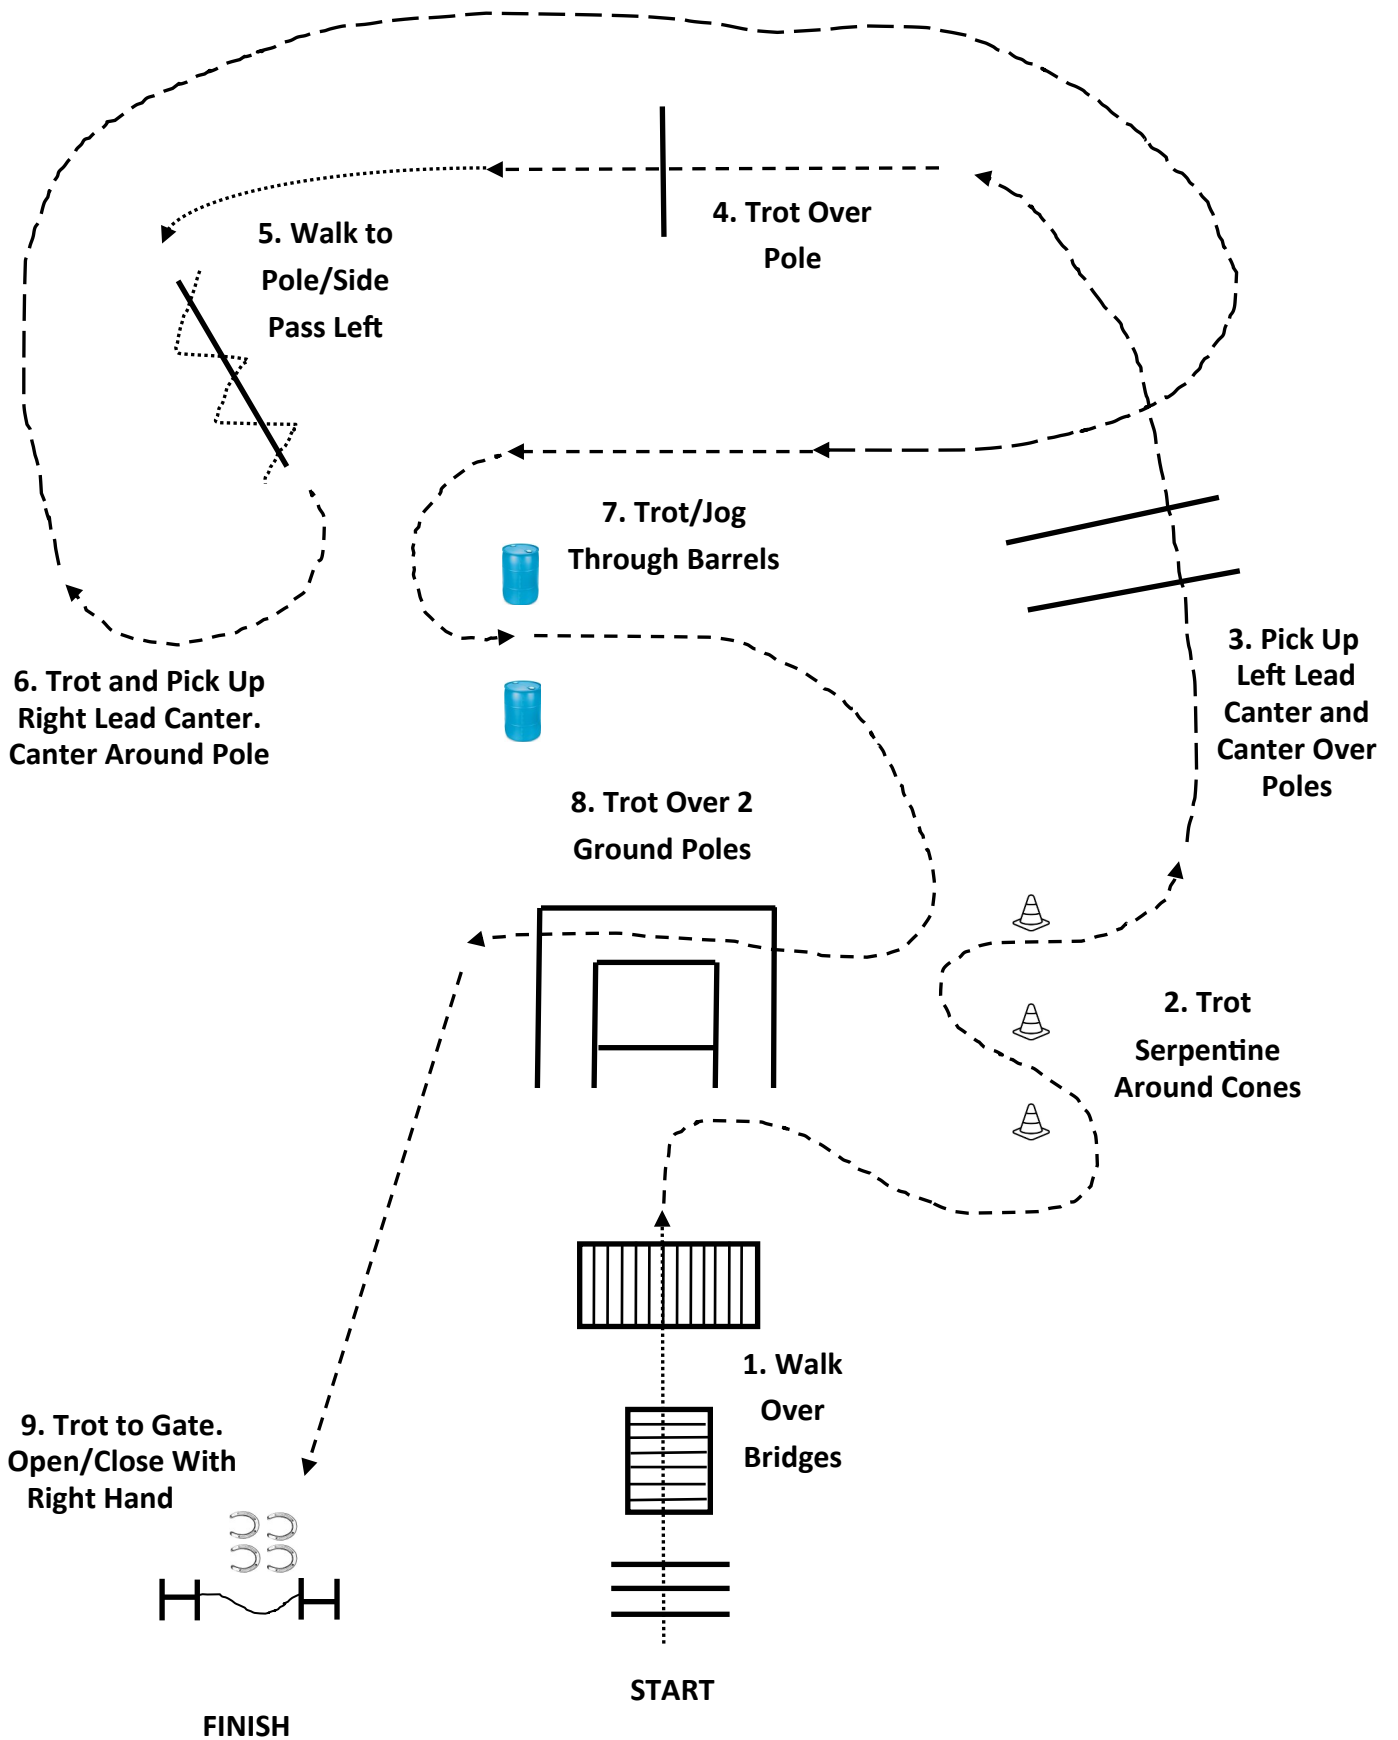 5. Walk to
Pole/Side
Pass Left
4. Trot Over
Pole
7. Trot/Jog
Through Barrels
3. Pick Up
Left Lead
Canter and
Canter Over
Poles
6. Trot and Pick Up
Right Lead Canter.
Canter Around Pole
8. Trot Over 2
Ground Poles
2. Trot
Serpentine
Around Cones
1. Walk
Over
Bridges
9. Trot to Gate.
Open/Close With
Right Hand
START
FINISH